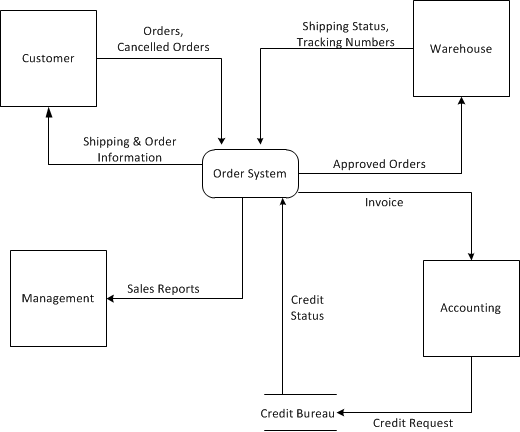 Orders,
Cancelled Orders
Shipping Status,
Tracking Numbers
Customer
Warehouse
Shipping & Order
Information
Order System
Approved Orders
Invoice
Management
Sales Reports
Credit
Status
Accounting
Credit Bureau
Credit Request